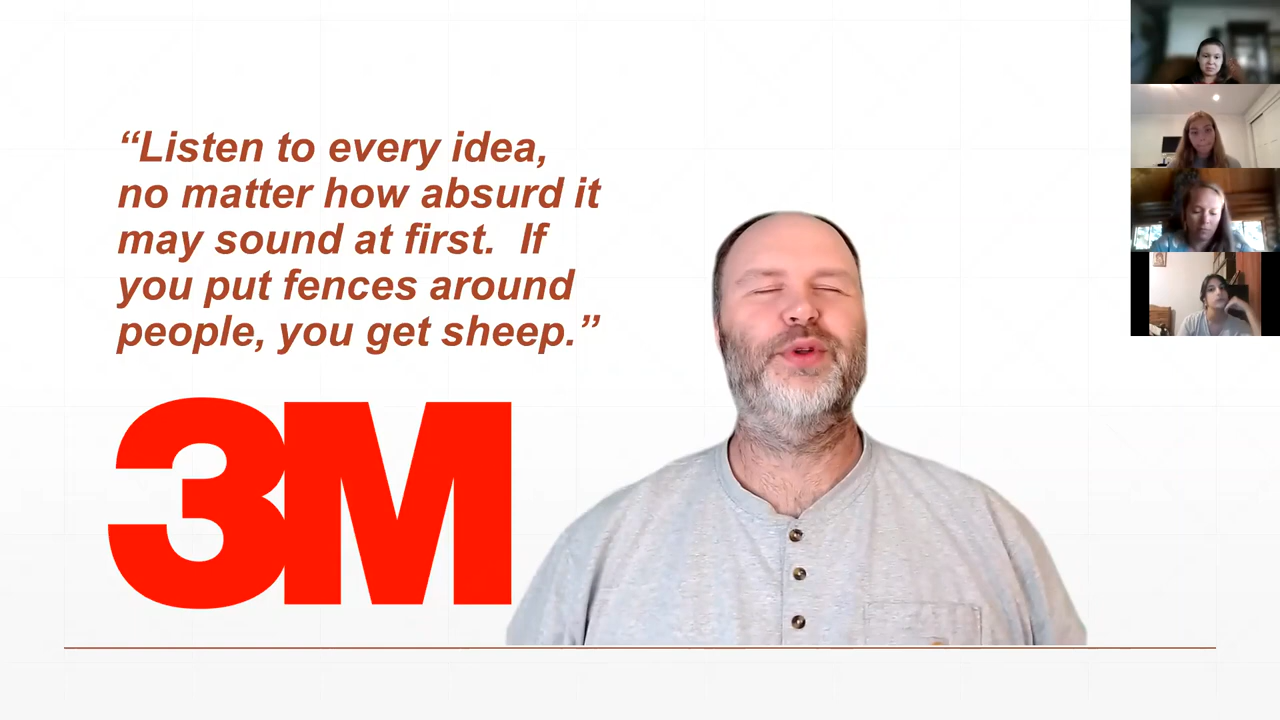 “Listen to every idea,
no matter how absurd it
may sound at first.  If
you put fences around
people, you get sheep.”
3M